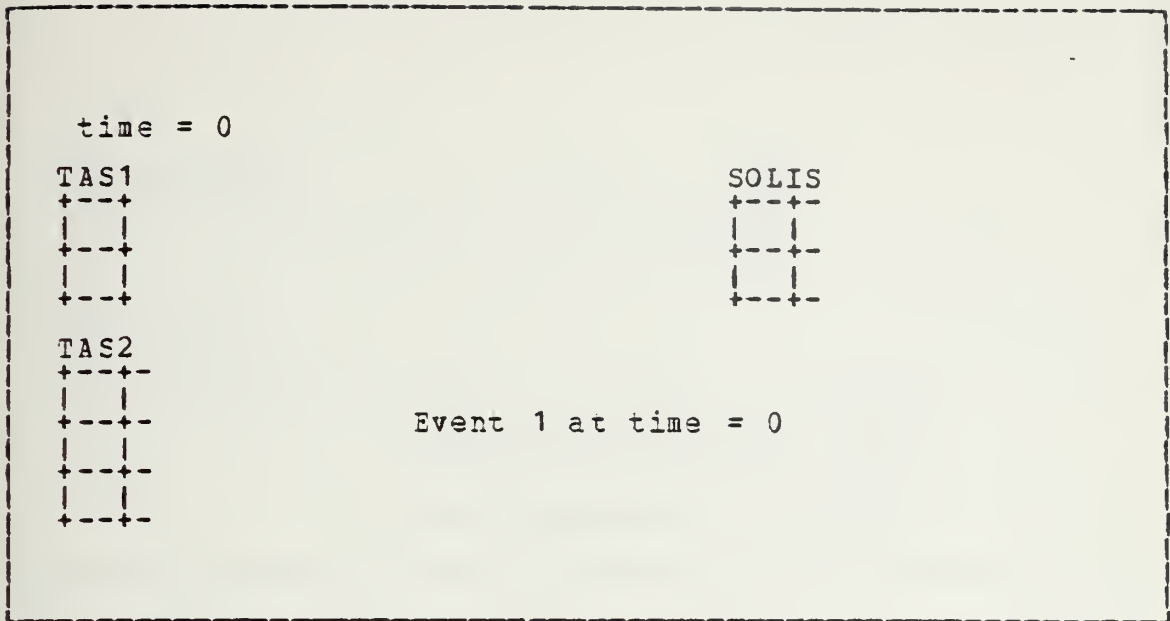 time = 0
TAS1
SOLIS
TAS2
Event 1 at time = 0